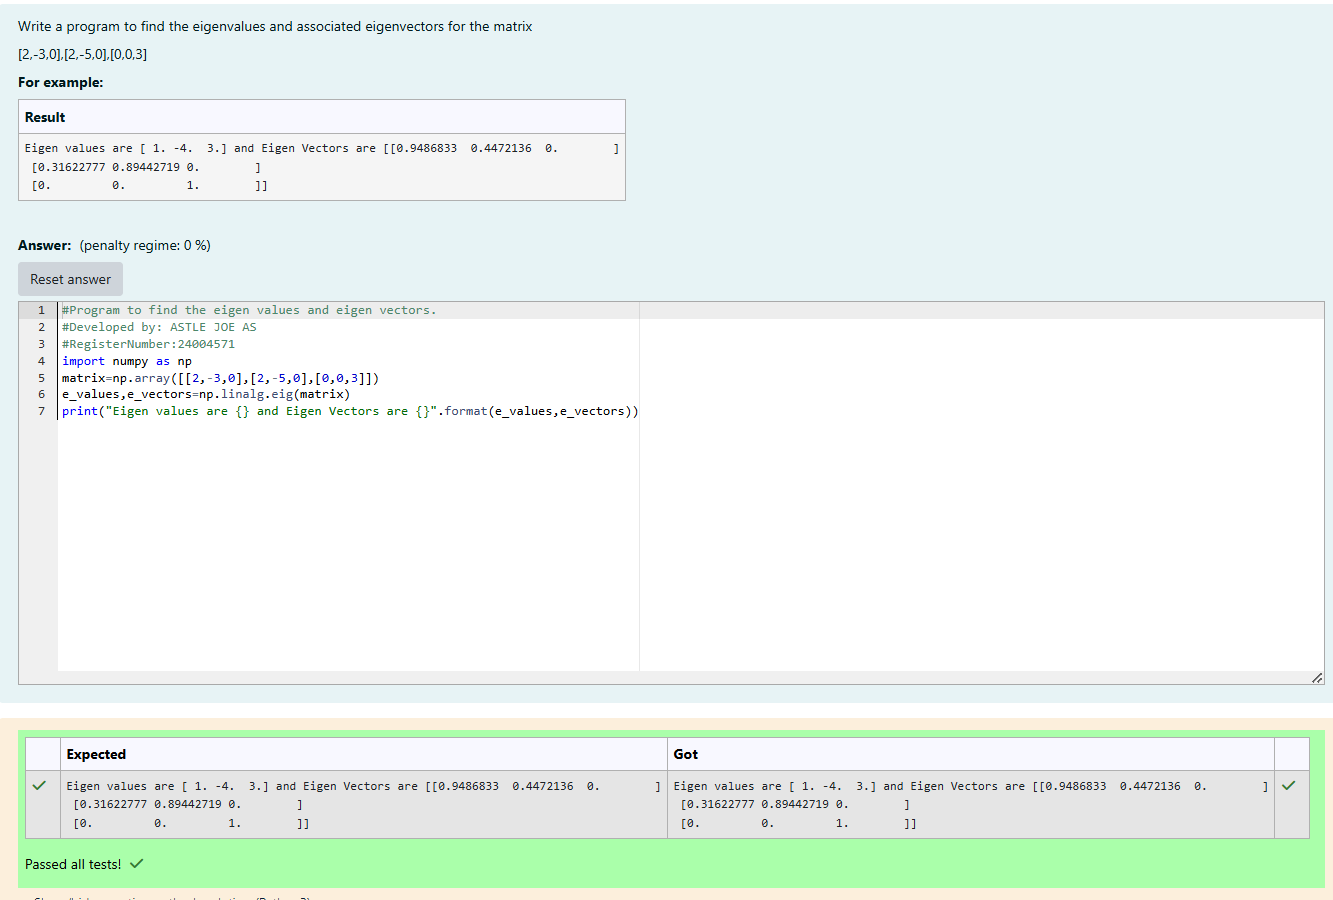 Write a program to find the eigenvalues and associated eigenvectors for the matrix
[2,-3,0],[2,-5,0],[0,0,3]
For example:
Result
Eigen values are [ 1. -4.  3.] and Eigen Vectors are [[0.9486833  0.4472136  0.        ]
 [0.31622777 0.89442719 0.        ]
 [0.         0.         1.        ]]
Answer: (penalty regime: 0 %)
Reset answer
1 #Program to find the eigen values and eigen vectors.
2 #Developed by: ASTLE JOE AS
3 #RegisterNumber:24004571
4 import numpy as np
5 matrix=np.array([[2,-3,0],[2,-5,0],[0,0,3]])
6 e_values,e_vectors=np.linalg.eig(matrix)
7 print("Eigen values are {} and Eigen Vectors are {}".format(e_values,e_vectors))
Expected Got
Eigen values are [ 1. -4.  3.] and Eigen Vectors are [[0.9486833  0.4472136  0.        ] Eigen values are [ 1. -4.  3.] and Eigen Vectors are [[0.9486833  0.4472136  0.        ]
 [0.31622777 0.89442719 0.        ]  [0.31622777 0.89442719 0.        ]
 [0.         0.         1.        ]]  [0.         0.         1.        ]]
Passed all tests!